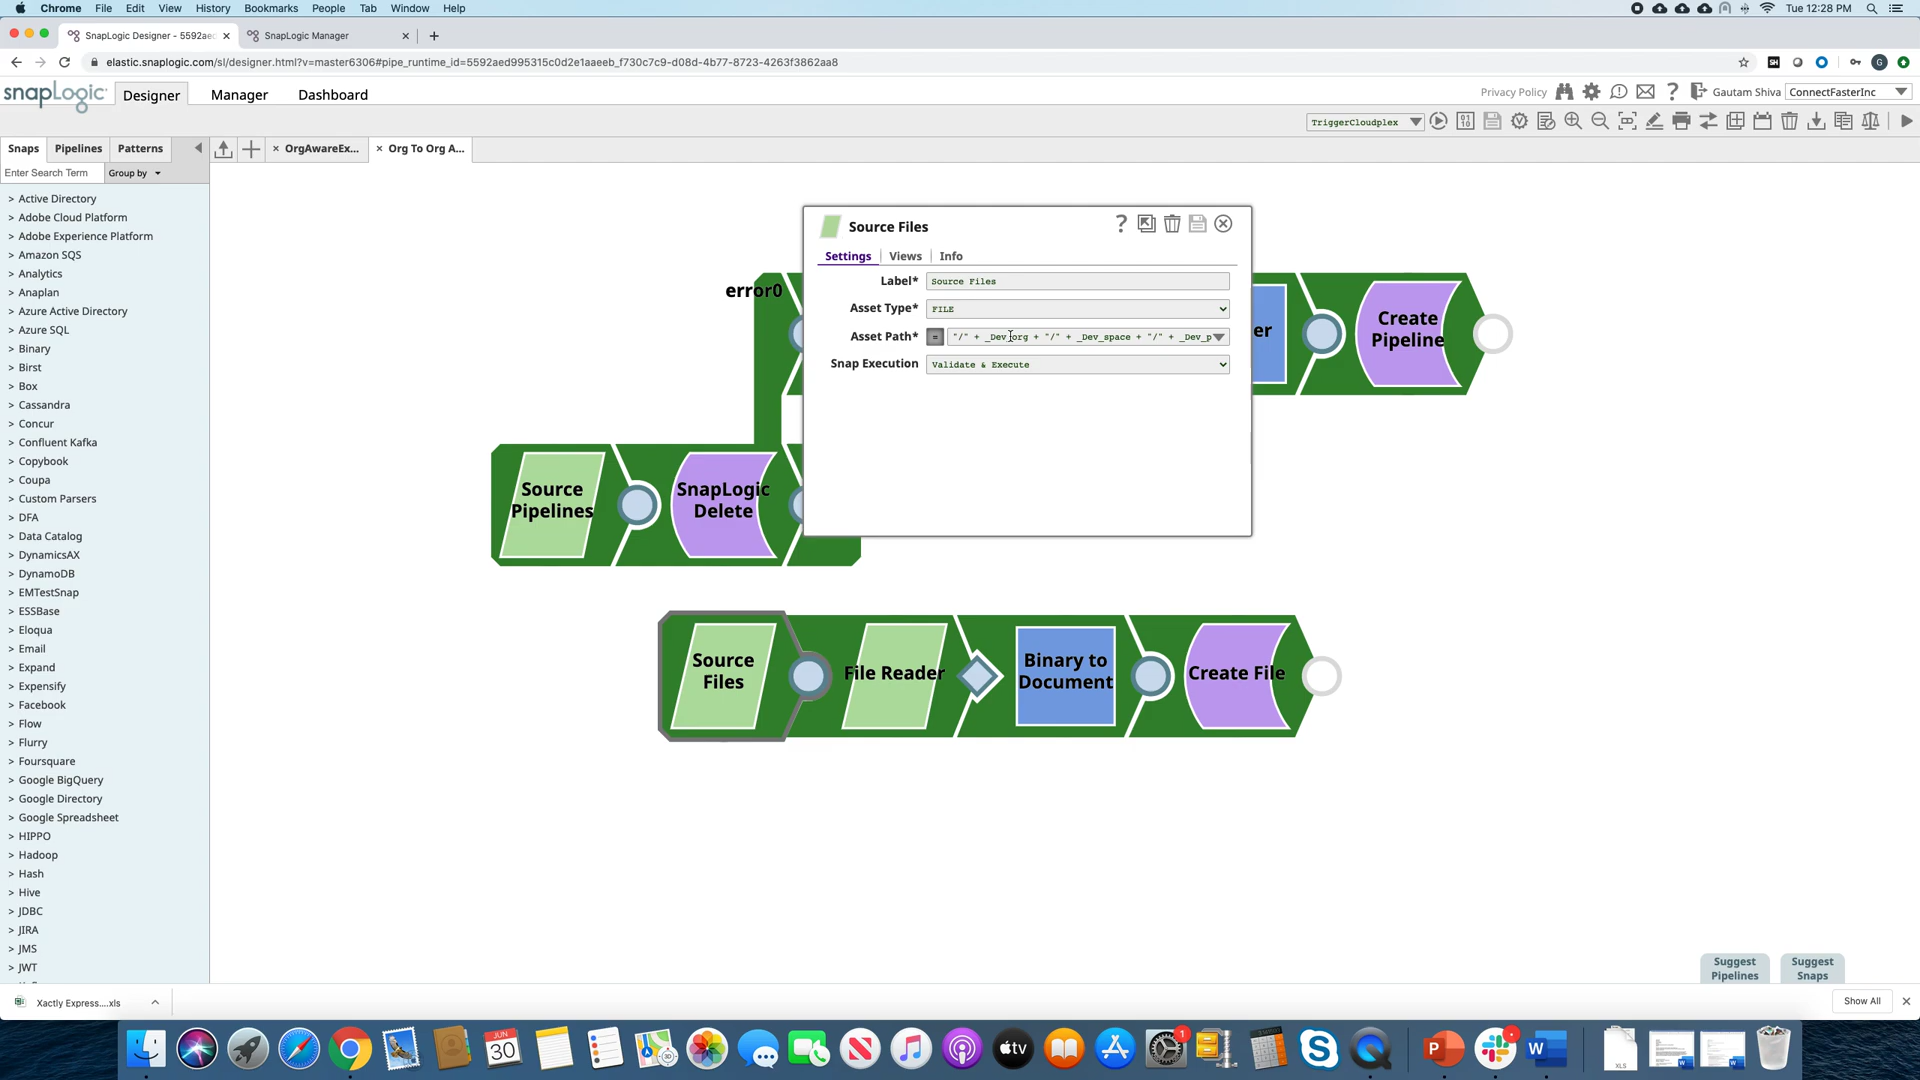 Chrome File Edit View History Bookmarks People Tab Window Help Tue 12:28 PM
SnapLogic Designer - 5592aed SnapLogic Manager
elastic.snaplogic.com/sl/designer.html?v=master6306#pipe_runtime_id=5592aed995315c0d2e1aaeeb_f730c7c9-d08d-4b77-8723-4263f3862aa8
snapLogic Designer Manager Dashboard Privacy Policy Gautam Shiva ConnectFasterInc
TriggerCloudplex
Snaps Pipelines Patterns OrgAwareEx... Org To Org A...
Enter Search Term Group by
> Active Directory
> Adobe Cloud Platform
> Adobe Experience Platform
> Amazon SQS
> Analytics
> Anaplan
> Azure Active Directory
> Azure SQL
> Binary
> Birst
> Box
> Cassandra
> Concur
> Confluent Kafka
> Copybook
> Coupa
> Custom Parsers
> DFA
> Data Catalog
> DynamicsAX
> DynamoDB
> EMTestSnap
> ESSBase
> Eloqua
> Email
> Expand
> Expensify
> Facebook
> Flow
> Flurry
> Foursquare
> Google BigQuery
> Google Directory
> Google Spreadsheet
> HIPPO
> Hadoop
> Hash
> Hive
> JDBC
> JIRA
> JMS
> JWT
Source Files
Settings Views Info
Label* Source Files
Asset Type* FILE
Asset Path* = "/" + _Dev_org + "/" + _Dev_space + "/" + _Dev_p
Snap Execution Validate & Execute
error0
er
Create
Pipeline
Source
Pipelines
SnapLogic
Delete
Source
Files
File Reader
Binary to
Document
Create File
Suggest
Pipelines
Suggest
Snaps
Xactly Express....xls
Show All
JUN
30
tv
1
XLS